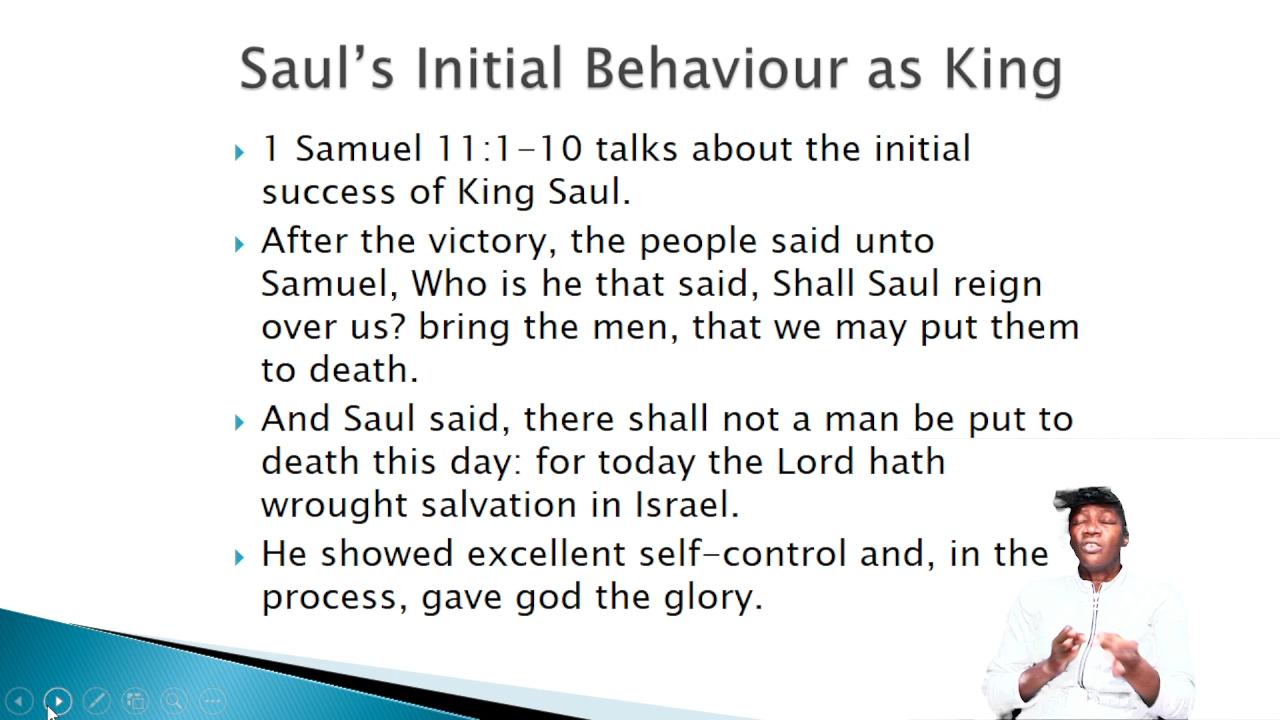 Saul’s Initial Behaviour as King
1 Samuel 11:1-10 talks about the initial
success of King Saul.
After the victory, the people said unto
Samuel, Who is he that said, Shall Saul reign
over us? bring the men, that we may put them
to death.
And Saul said, there shall not a man be put to
death this day: for today the Lord hath
wrought salvation in Israel.
He showed excellent self-control and, in the
process, gave god the glory.